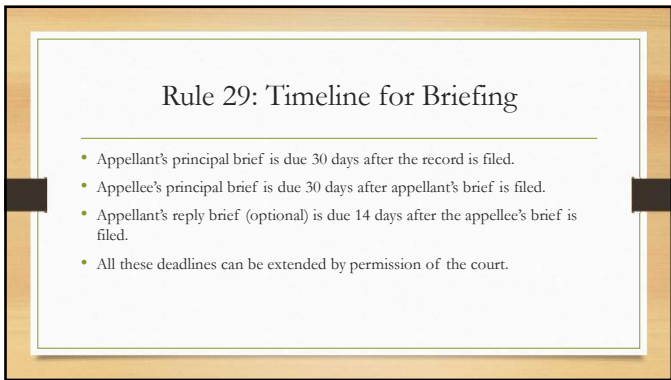 Rule 29: Timeline for Briefing
• Appellant’s principal brief is due 30 days after the record is filed.
• Appellee’s principal brief is due 30 days after appellant’s brief is filed.
• Appellant’s reply brief (optional) is due 14 days after the appellee’s brief is
filed.
• All these deadlines can be extended by permission of the court.